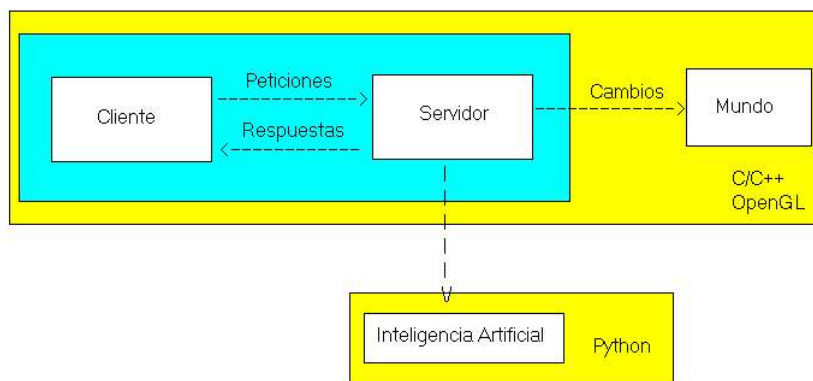 Peticiones
Cliente
Respuestas
Servidor
Cambios
Mundo
C/C++
OpenGL
Inteligencia Artificial
Python